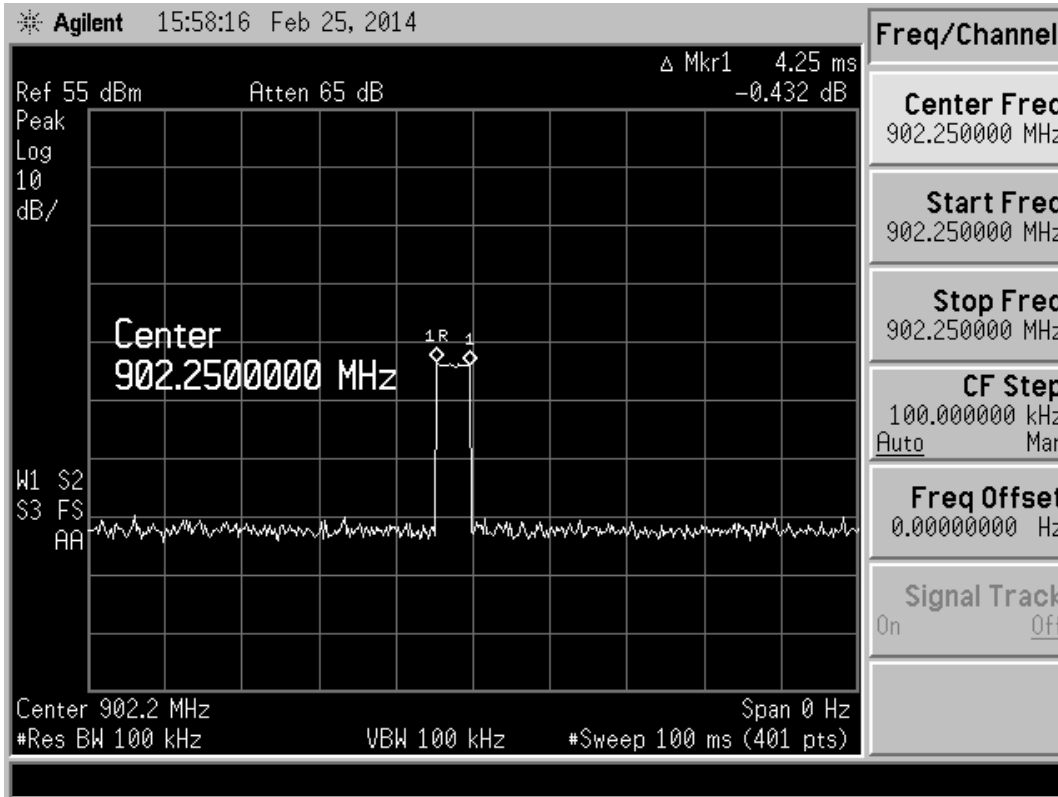 Agilent 15:58:16 Feb 25, 2014
Δ Mkr1 4.25 ms
Ref 55 dBm Atten 65 dB -0.432 dB
Peak
Log
10
dB/
1R 1
Center
902.2500000 MHz
W1 S2
S3 FS
AA
Center 902.2 MHz Span 0 Hz
#Res BW 100 kHz VBW 100 kHz #Sweep 100 ms (401 pts)
Freq/Channel
Center Freq
902.250000 MHz
Start Freq
902.250000 MHz
Stop Freq
902.250000 MHz
CF Step
100.000000 kHz
Auto Man
Freq Offset
0.00000000 Hz
Signal Track
On Off